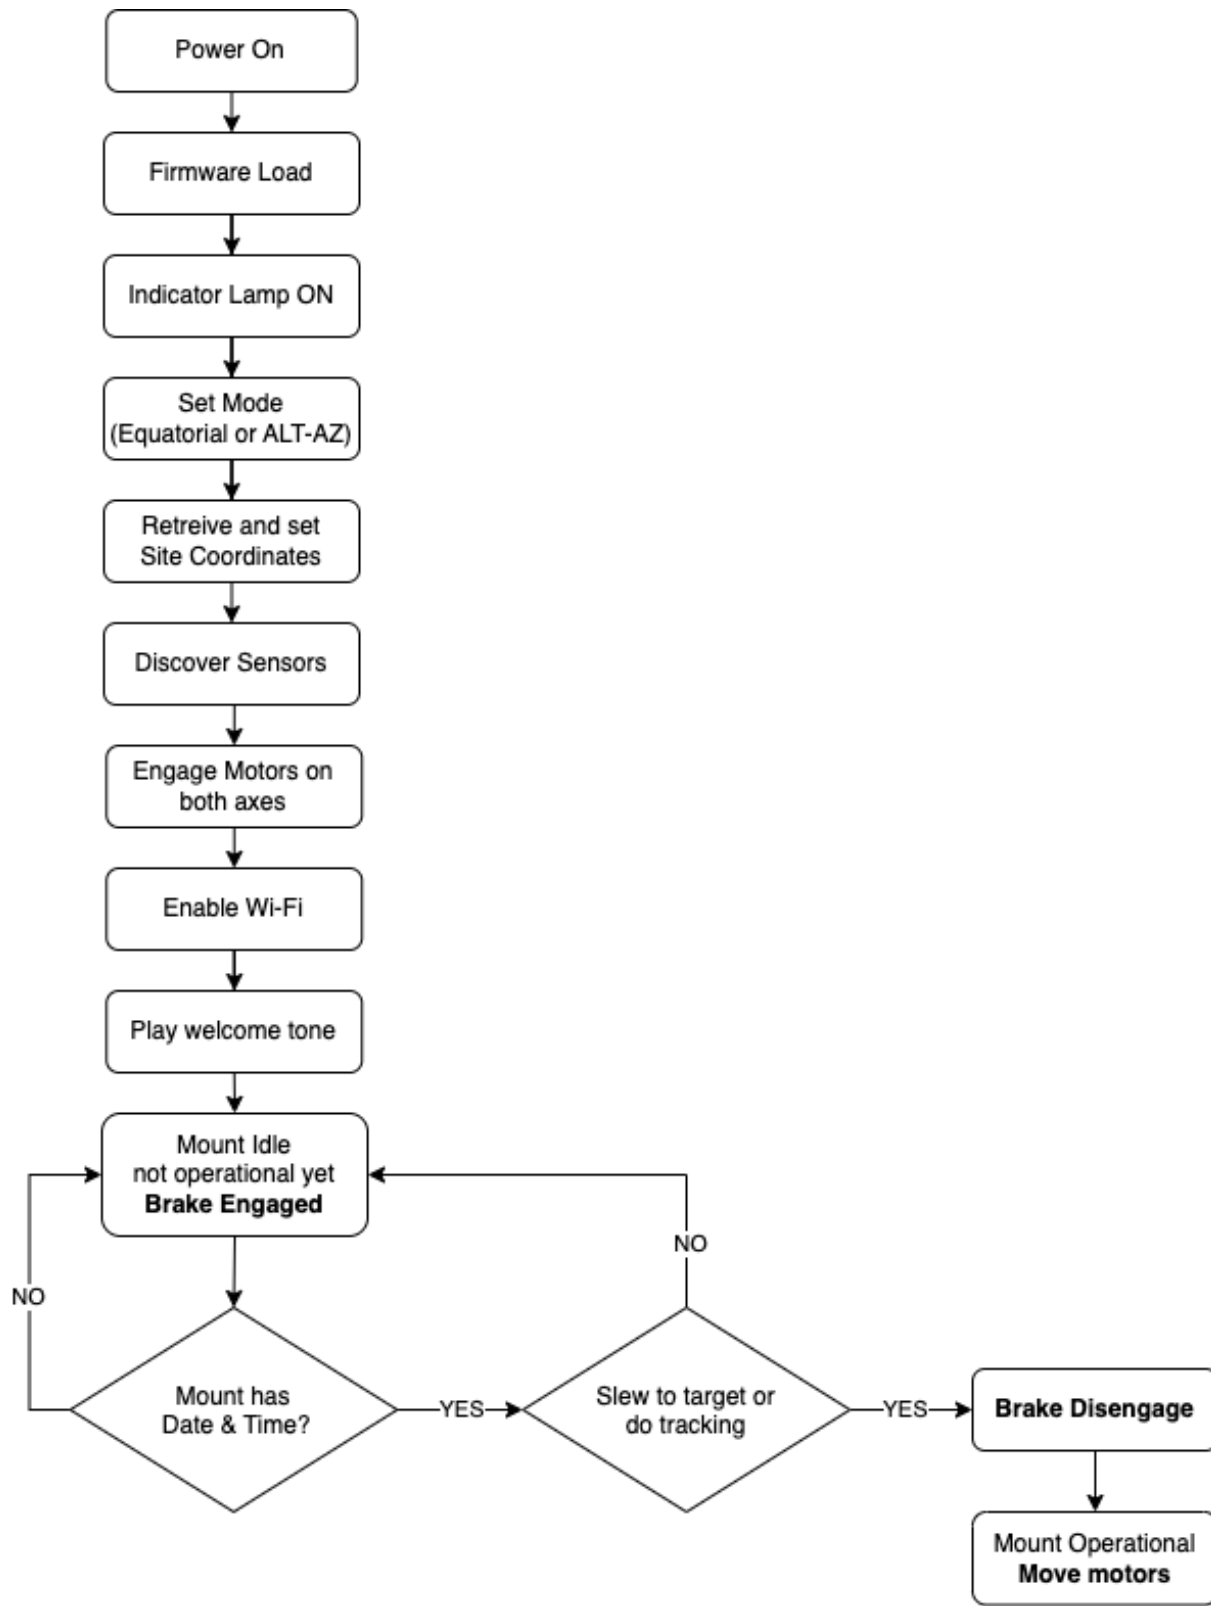 Power On
Firmware Load
Indicator Lamp ON
Set Mode
(Equatorial or ALT-AZ)
Retreive and set
Site Coordinates
Discover Sensors
Engage Motors on
both axes
Enable Wi-Fi
Play welcome tone
Mount Idle
not operational yet
Brake Engaged
NO
NO
Mount has
Date & Time?
YES
Slew to target or
do tracking
YES
Brake Disengage
Mount Operational
Move motors